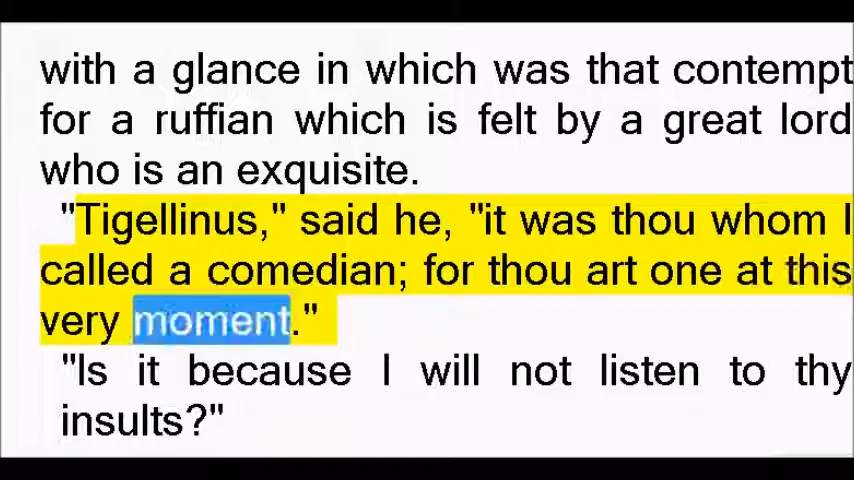 with a glance in which was that contempt
for a ruffian which is felt by a great lord
who is an exquisite.
"Tigellinus," said he, "it was thou whom I
called a comedian; for thou art one at this
very moment."
"Is it because I will not listen to thy
insults?"